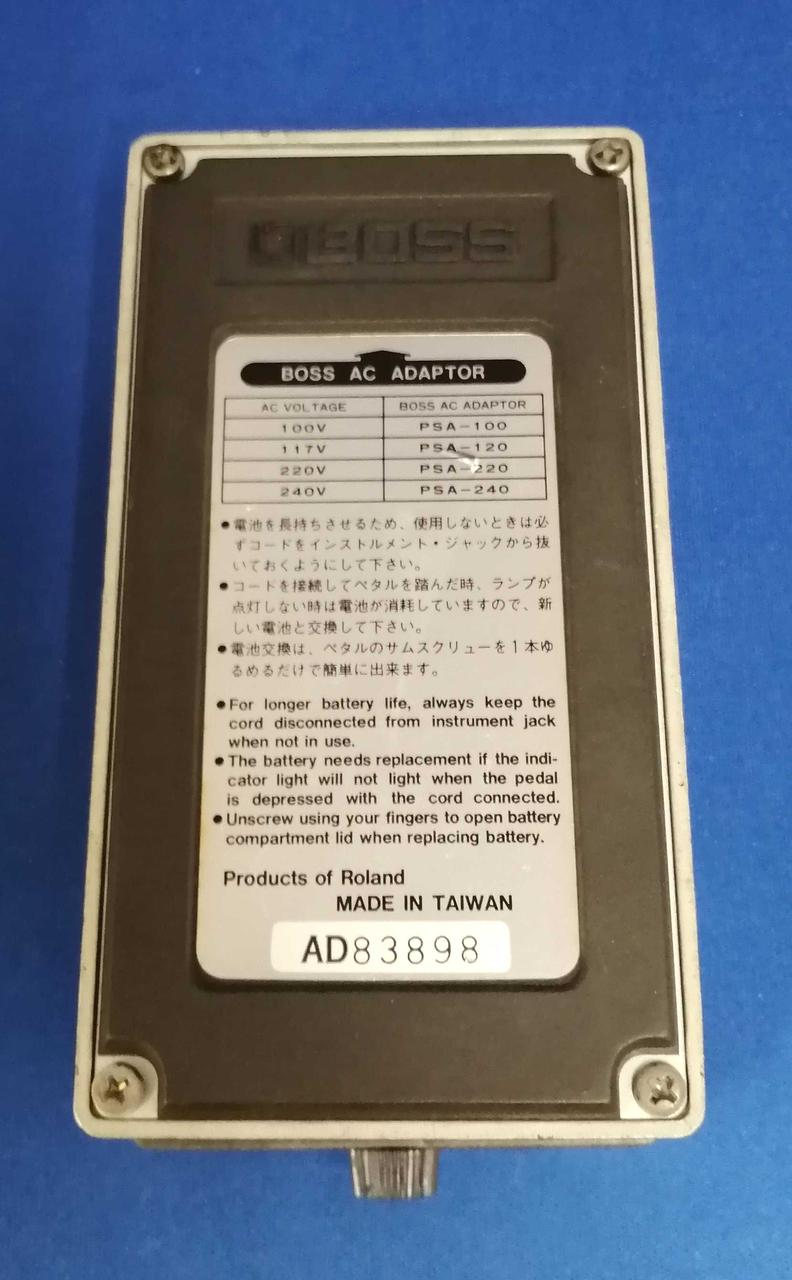 BOSS
BOSS AC ADAPTOR
AC VOLTAGE BOSS AC ADAPTOR
100V PSA-100
117V PSA-120
220V PSA-220
240V PSA-240
●電池を長持ちさせるため、使用しないときは必
ずコードをインストルメント・ジャックから抜
いておくようにして下さい。
●コードを接続してペタルを踏んだ時、ランプが
点灯しない時は電池が消耗していますので、新
しい電池と交換して下さい。
●電池交換は、ペタルのサムスクリューを1本ゆ
るめるだけで簡単に出来ます。
●For longer battery life, always keep the
cord disconnected from instrument jack
when not in use.
●The battery needs replacement if the indi-
cator light will not light when the pedal
is depressed with the cord connected.
●Unscrew using your fingers to open battery
compartment lid when replacing battery.
Products of Roland
MADE IN TAIWAN
AD83898